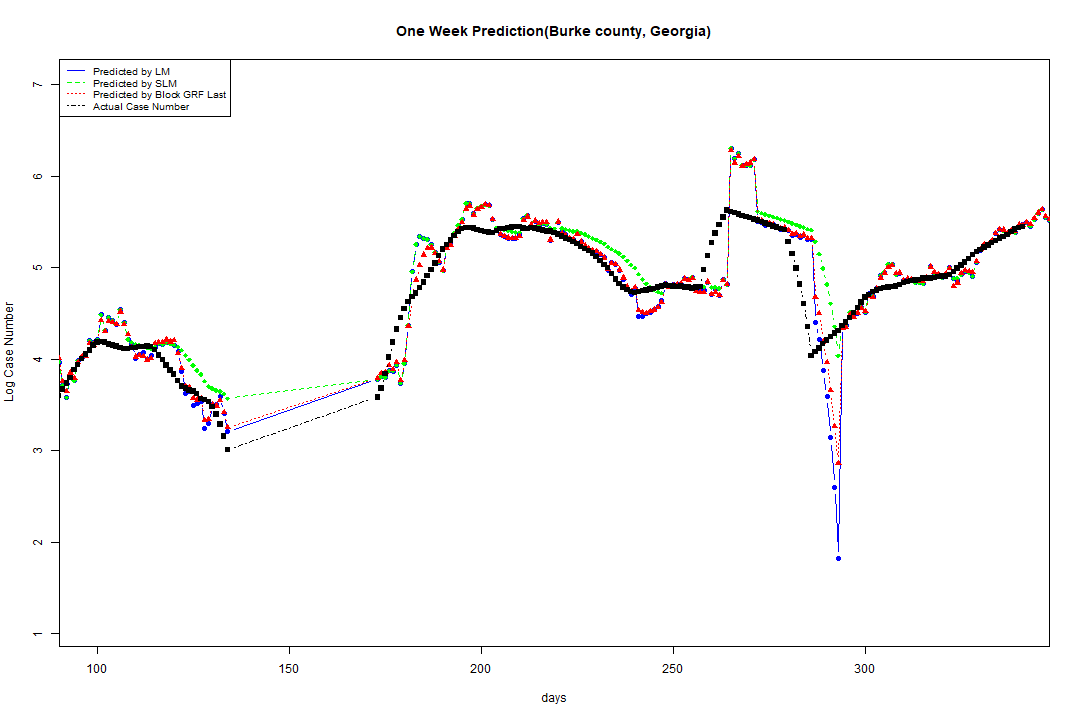 One Week Prediction(Burke county, Georgia)
Predicted by LM
Predicted by SLM
Predicted by Block GRF Last
Actual Case Number
7
6
5
4
3
2
1
Log Case Number
100 150 200 250 300
days